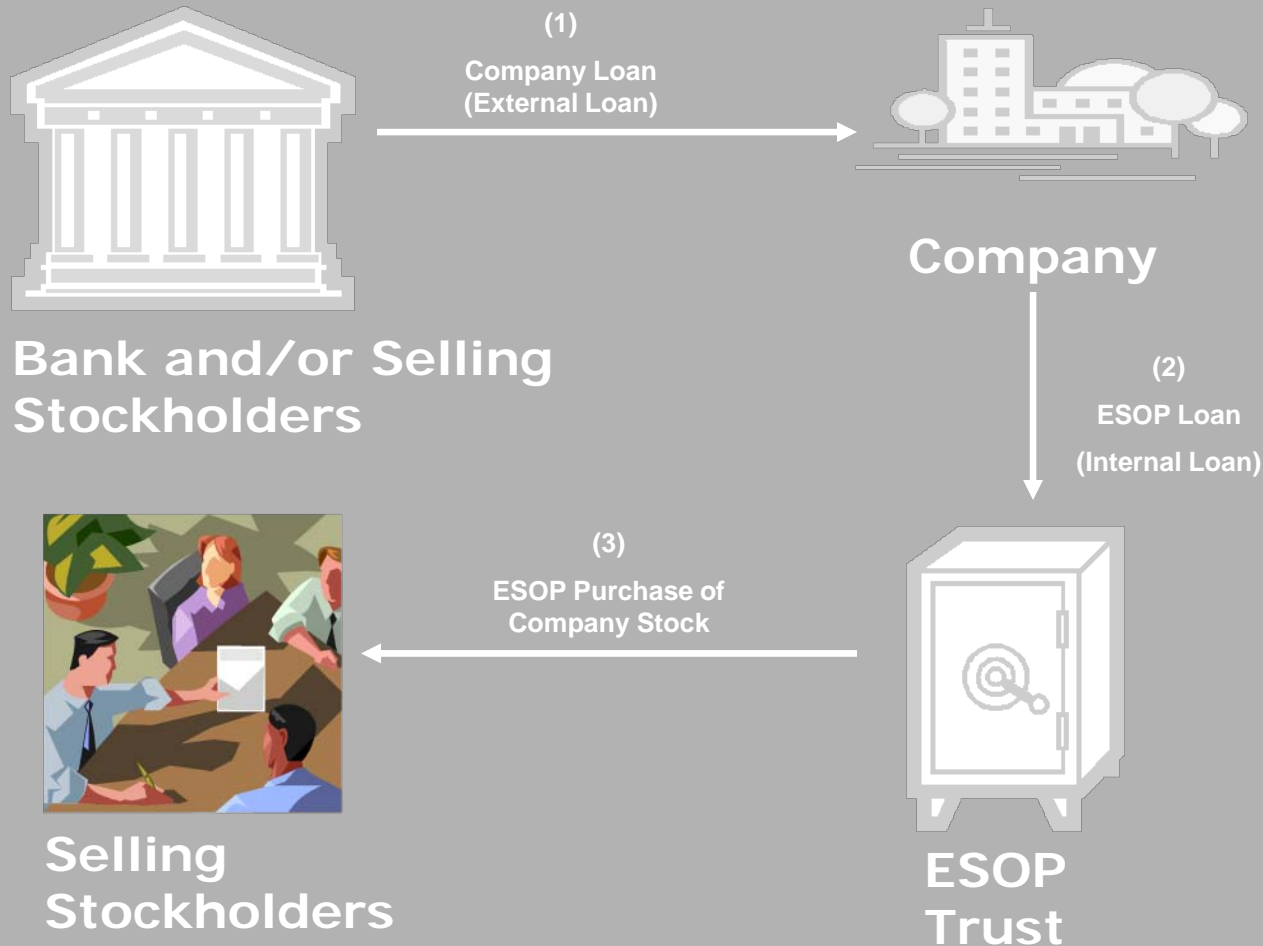 (1)
Company Loan
(External Loan)
Company
Bank and/or Selling
Stockholders
(2)
ESOP Loan
(Internal Loan)
(3)
ESOP Purchase of
Company Stock
Selling
Stockholders
ESOP
Trust